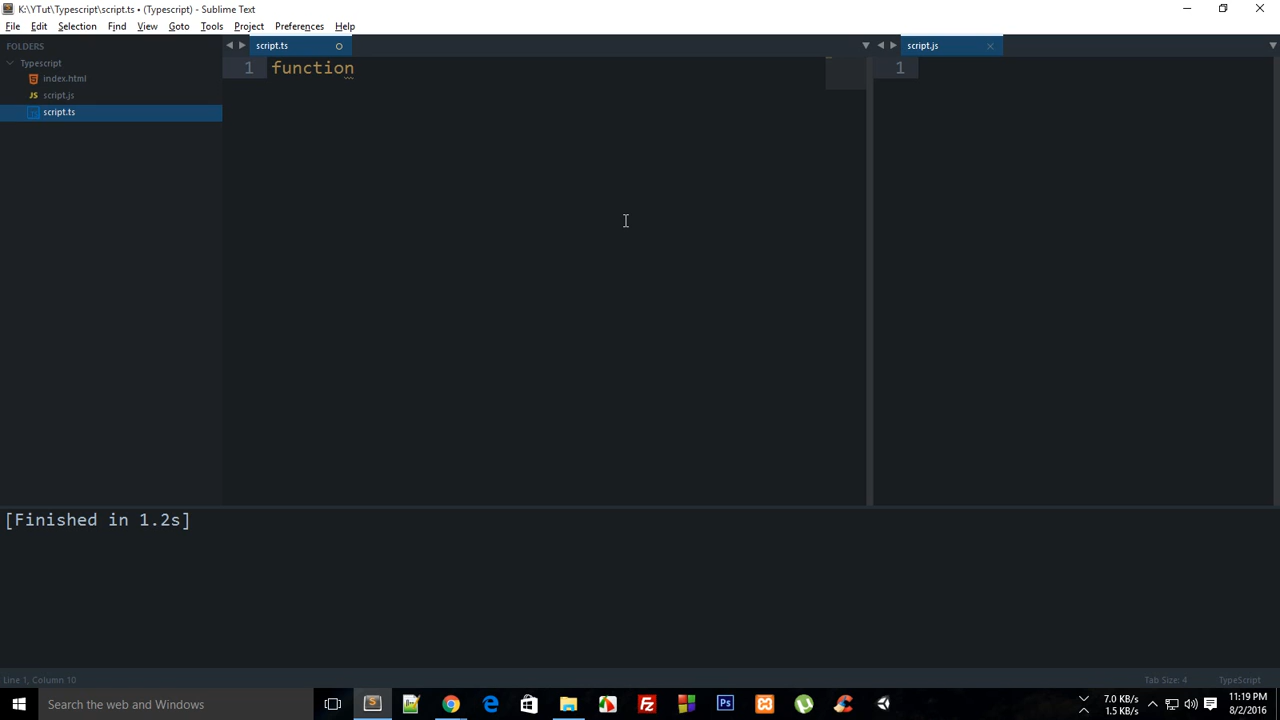 K:\YTut\Typescript\script.ts • (Typescript) - Sublime Text
File Edit Selection Find View Goto Tools Project Preferences Help
FOLDERS
Typescript
index.html
JS script.js
TS script.ts
script.ts
1 function
script.js
1
[Finished in 1.2s]
Line 1, Column 10
Tab Size: 4
TypeScript
Search the web and Windows
S
Ps
7.0 KB/s
1.5 KB/s
11:19 PM
8/2/2016